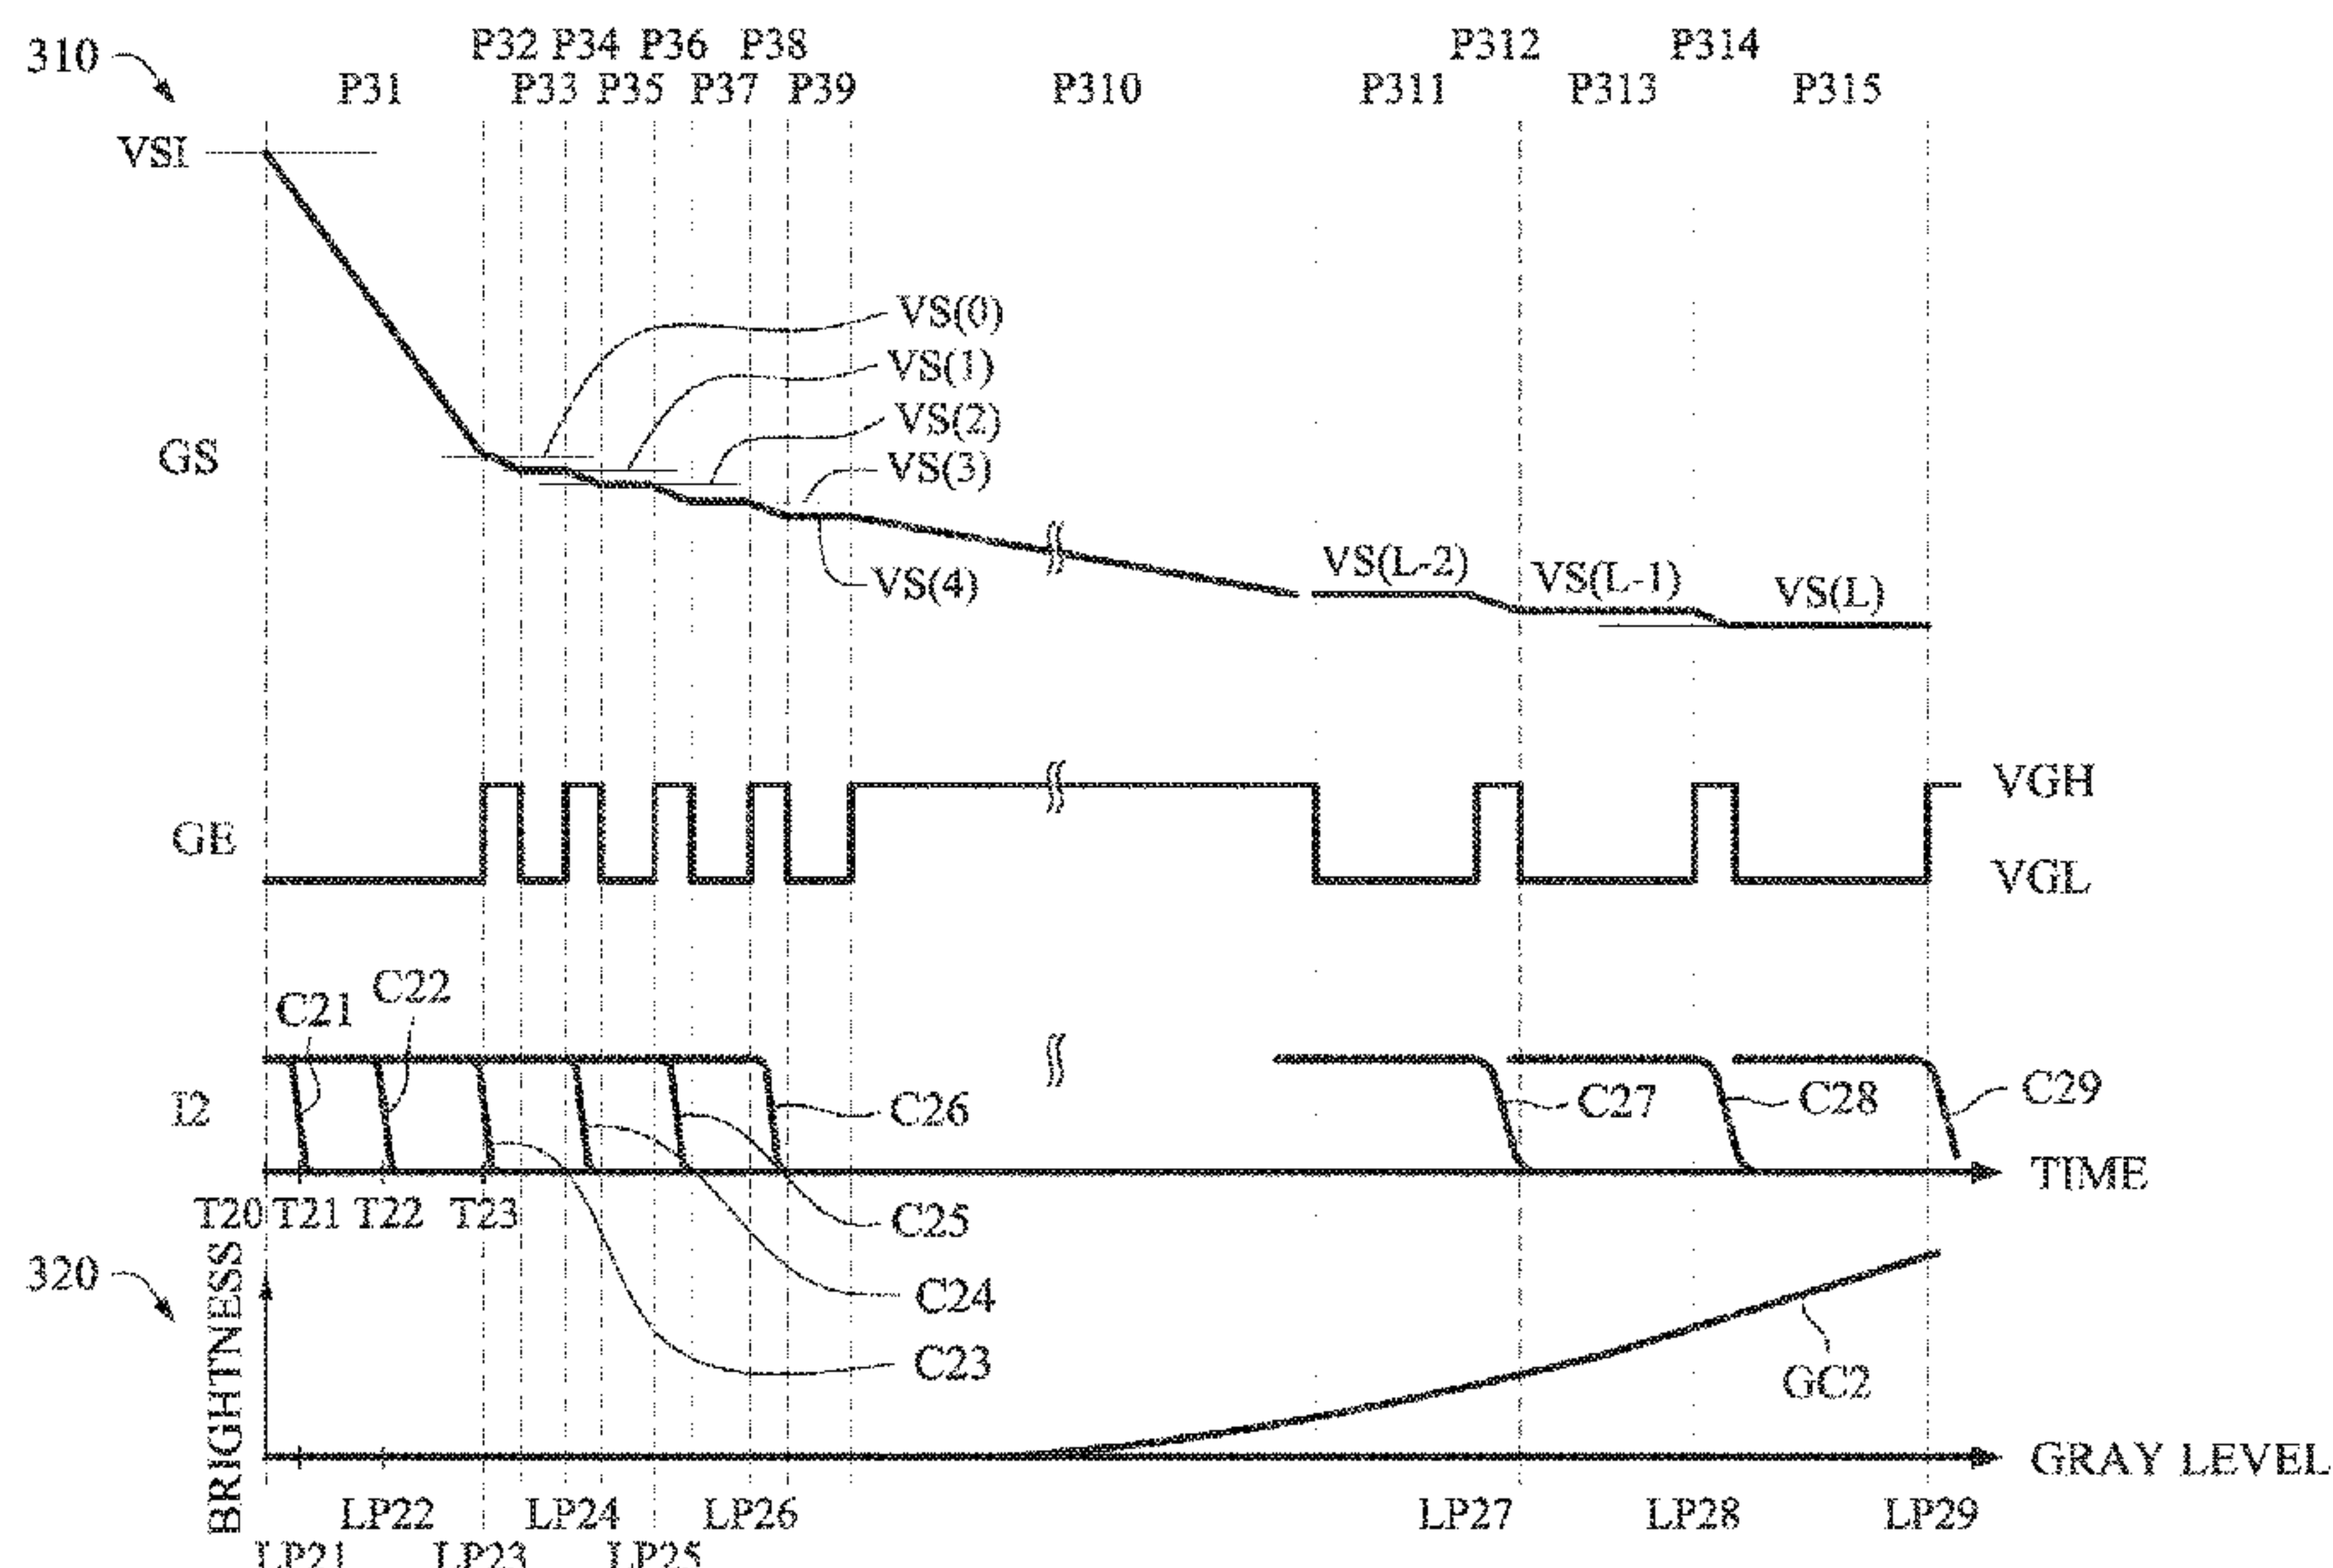 310
P32 P34 P36 P38 P312 P314
P31 P33 P35 P37 P39 P310 P311 P313 P315
VSI
VS(0)
VS(1)
VS(2)
GS
VS(3)
VS(4)
VS(L-2)
VS(L-1)
VS(L)
VGH
GE
VGL
C21
C22
I2
C26
C27
C28
C29
TIME
T20 T21 T22 T23
C25
320
C24
C23
BRIGHTNESS
GC2
GRAY LEVEL
LP22 LP24 LP26 LP27 LP28 LP29
LP21 LP23 LP25